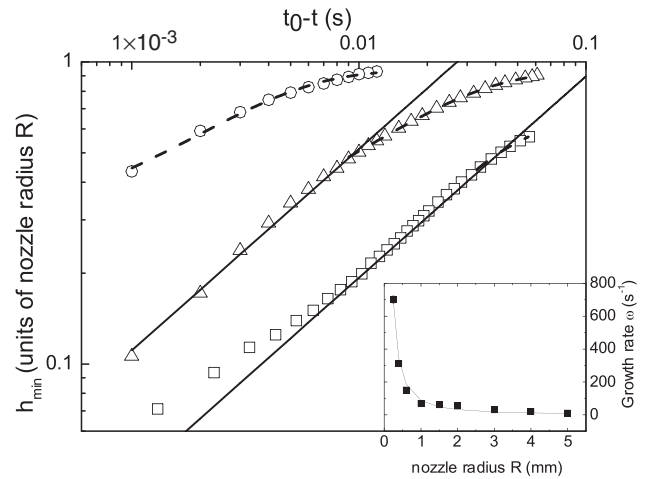 t₀-t (s)
1×10⁻³ 0.01 0.1
1
0.1
h_min (units of nozzle radius R)
800
600
400
200
0
Growth rate ω (s⁻¹)
0 1 2 3 4 5
nozzle radius R (mm)